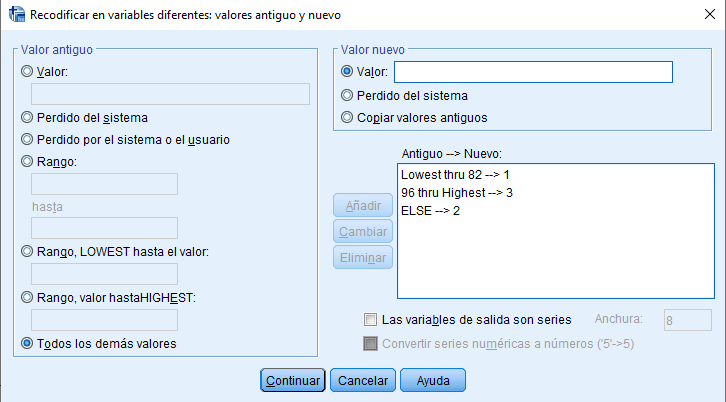 Recodificar en variables diferentes: valores antiguo y nuevo
Valor antiguo
Valor:
Perdido del sistema
Perdido por el sistema o el usuario
Rango:
hasta
Rango, LOWEST hasta el valor:
Rango, valor hastaHIGHEST:
Todos los demás valores
Valor nuevo
Valor:
Perdido del sistema
Copiar valores antiguos
Antiguo --> Nuevo:
Lowest thru 82 --> 1
96 thru Highest --> 3
ELSE --> 2
Añadir
Cambiar
Eliminar
Las variables de salida son series
Anchura: 8
Convertir series numéricas a números ('5'->5)
Continuar Cancelar Ayuda